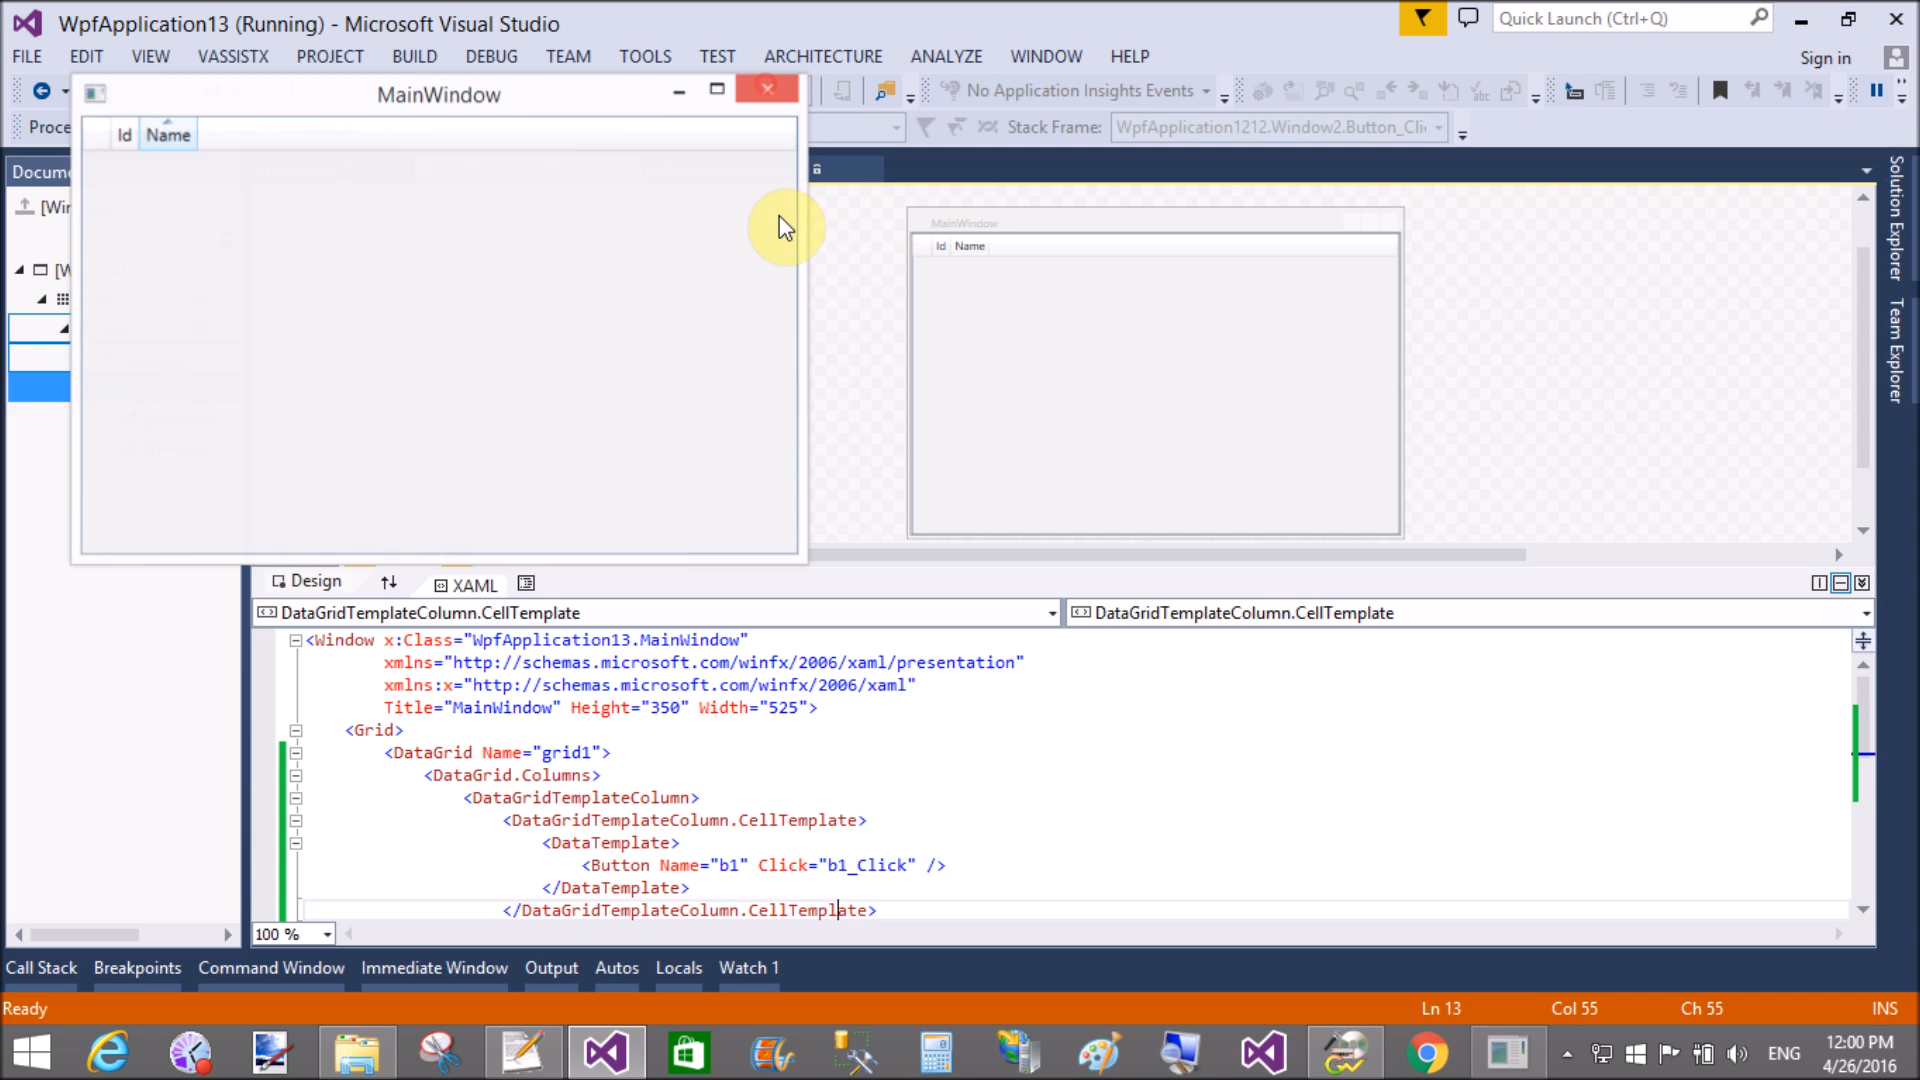 WpfApplication13 (Running) - Microsoft Visual Studio
Quick Launch (Ctrl+Q)
FILE EDIT VIEW VASSISTX PROJECT BUILD DEBUG TEAM TOOLS TEST ARCHITECTURE ANALYZE WINDOW HELP
Sign in
No Application Insights Events
Proce
Stack Frame: WpfApplication1212.Window2.Button_Cli
MainWindow
Id Name
Docume
[Win
[W
MainWindow
Id Name
Solution Explorer
Team Explorer
Design XAML
DataGridTemplateColumn.CellTemplate
DataGridTemplateColumn.CellTemplate
<Window x:Class="WpfApplication13.MainWindow"
xmlns="http://schemas.microsoft.com/winfx/2006/xaml/presentation"
xmlns:x="http://schemas.microsoft.com/winfx/2006/xaml"
Title="MainWindow" Height="350" Width="525">
<Grid>
<DataGrid Name="grid1">
<DataGrid.Columns>
<DataGridTemplateColumn>
<DataGridTemplateColumn.CellTemplate>
<DataTemplate>
<Button Name="b1" Click="b1_Click" />
</DataTemplate>
</DataGridTemplateColumn.CellTemplate>
100 %
Call Stack Breakpoints Command Window Immediate Window Output Autos Locals Watch 1
Ready
Ln 13 Col 55 Ch 55 INS
ENG
12:00 PM
4/26/2016